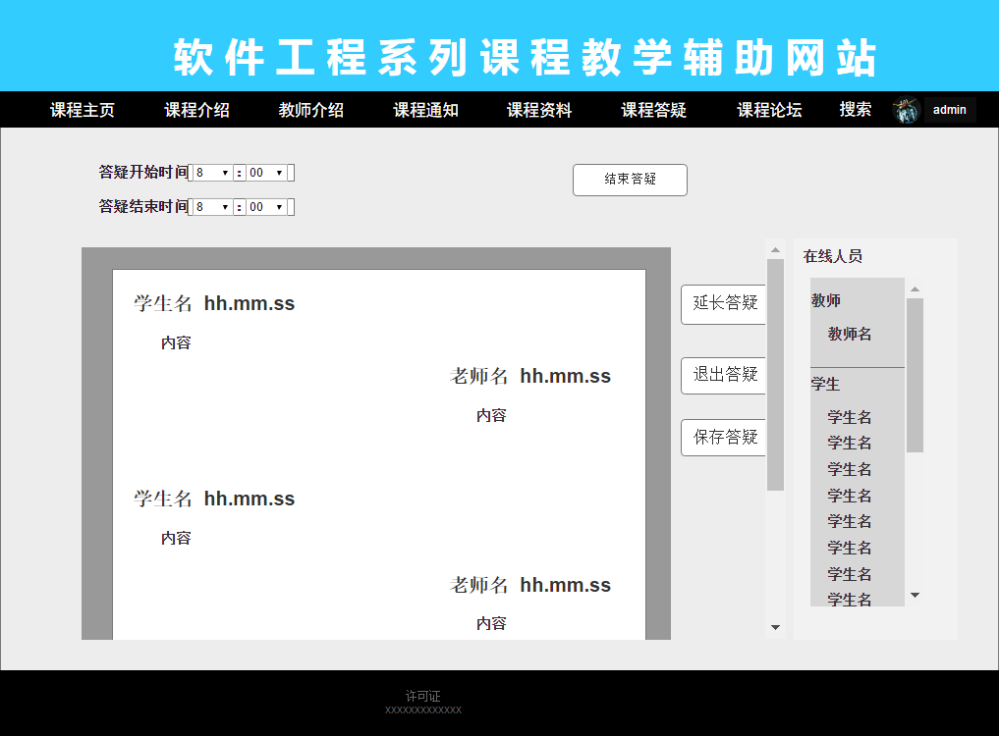 软件工程系列课程教学辅助网站
课程主页 课程介绍 教师介绍 课程通知 课程资料 课程答疑 课程论坛 搜索 admin
答疑开始时间 8 : 00
结束答疑
答疑结束时间 8 : 00
学生名 hh.mm.ss
内容
老师名 hh.mm.ss
内容
学生名 hh.mm.ss
内容
老师名 hh.mm.ss
内容
延长答疑
退出答疑
保存答疑
在线人员
教师
教师名
学生
学生名
学生名
学生名
学生名
学生名
学生名
学生名
学生名
许可证
XXXXXXXXXXXXX